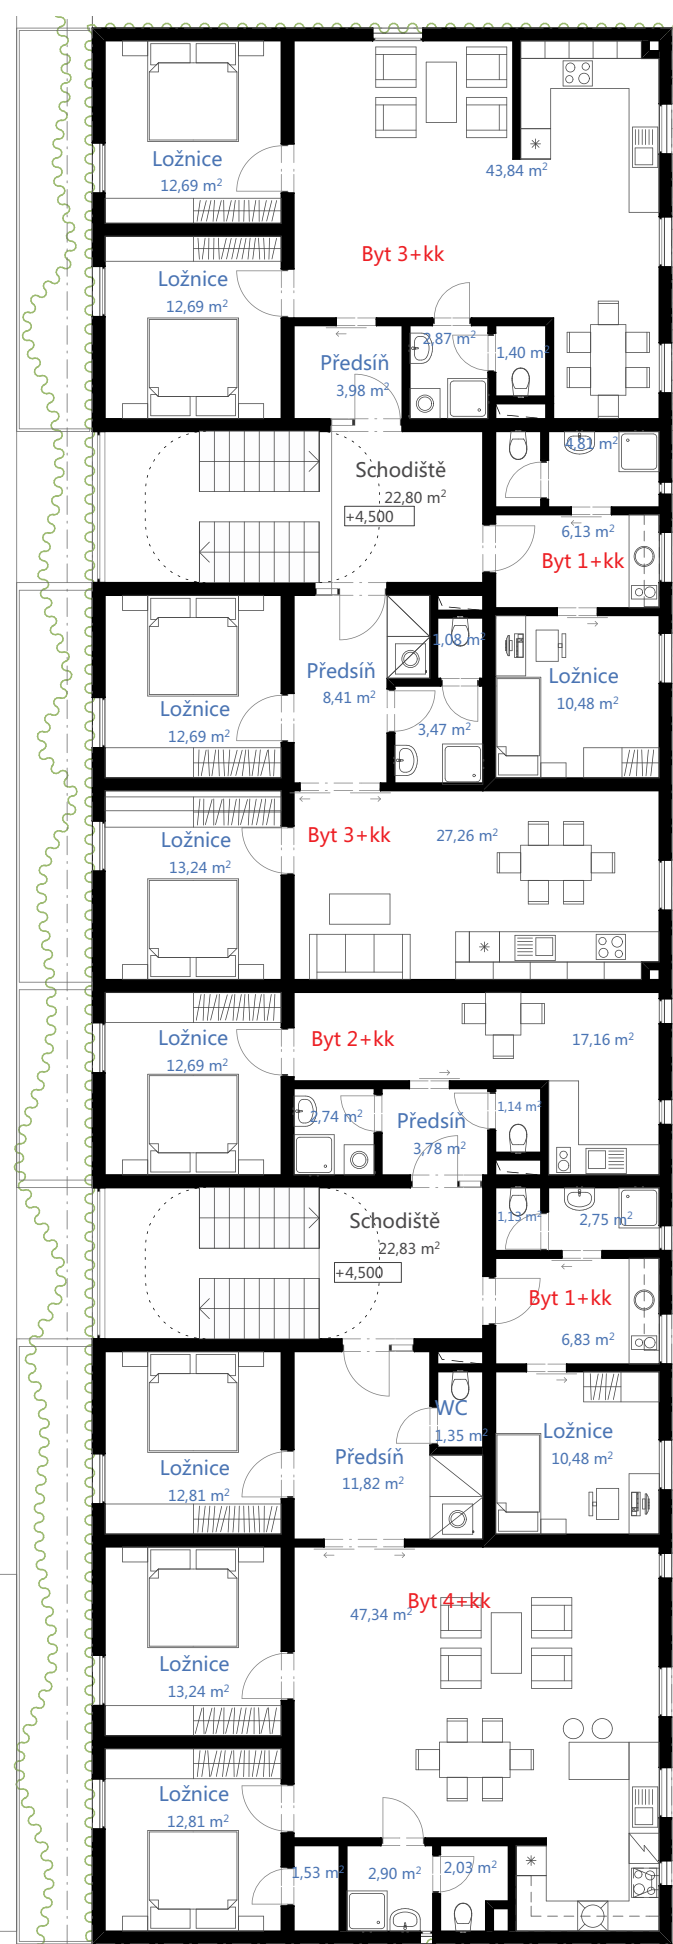 Ložnice
12,69 m²
43,84 m²
Byt 3+kk
Ložnice
12,69 m²
2,87 m²
1,40 m²
Předsíň
3,98 m²
4,81 m²
Schodiště
22,80 m²
+4,500
6,13 m²
Byt 1+kk
1,08 m²
Předsíň
8,41 m²
Ložnice
10,48 m²
Ložnice
12,69 m²
3,47 m²
Byt 3+kk
27,26 m²
Ložnice
13,24 m²
Ložnice
12,69 m²
Byt 2+kk
17,16 m²
2,74 m²
Předsíň
3,78 m²
1,14 m²
Schodiště
22,83 m²
+4,500
1,13 m²
2,75 m²
Byt 1+kk
6,83 m²
WC
1,35 m²
Ložnice
10,48 m²
Předsíň
11,82 m²
Ložnice
12,81 m²
Byt 4+kk
47,34 m²
Ložnice
13,24 m²
Ložnice
12,81 m²
1,53 m²
2,90 m²
2,03 m²